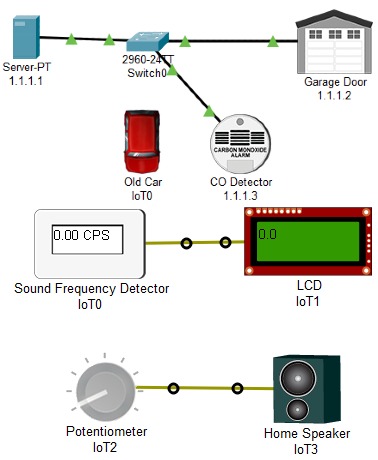 Server-PT
1.1.1.1
2960-24TT
Switch0
Garage Door
1.1.1.2
Old Car
IoT0
CARBON MONOXIDE
ALARM
CO Detector
1.1.1.3
0.00 CPS
0.0
Sound Frequency Detector
IoT0
LCD
IoT1
Potentiometer
IoT2
Home Speaker
IoT3